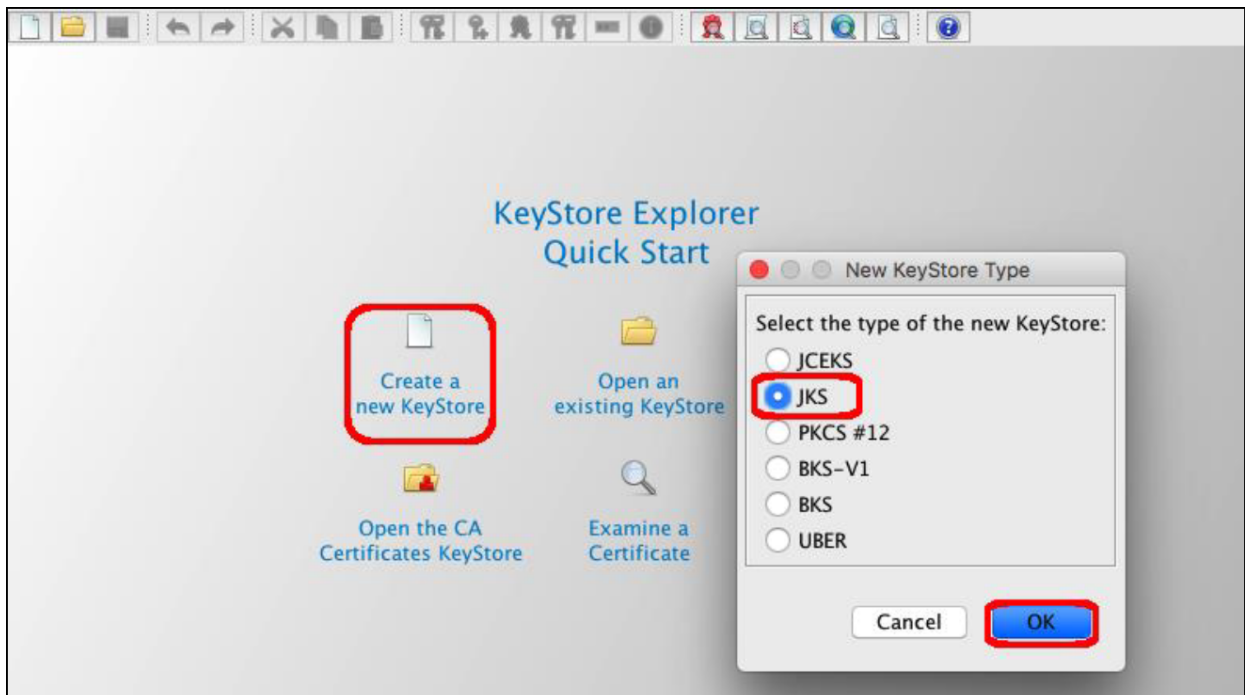 KeyStore Explorer
Quick Start
Create a
new KeyStore
Open an
existing KeyStore
Open the CA
Certificates KeyStore
Examine a
Certificate
New KeyStore Type
Select the type of the new KeyStore:
JCEKS
JKS
PKCS #12
BKS-V1
BKS
UBER
Cancel
OK